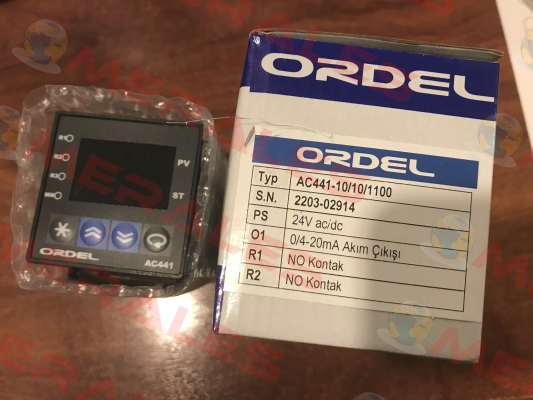 ORDEL
ORDEL
Typ AC441-10/10/1100
S.N. 2203-02914
PS 24V ac/dc
O1 0/4-20mA Akım Çıkışı
R1 NO Kontak
R2 NO Kontak
PV
ST
ORDEL
AC441
MERALES